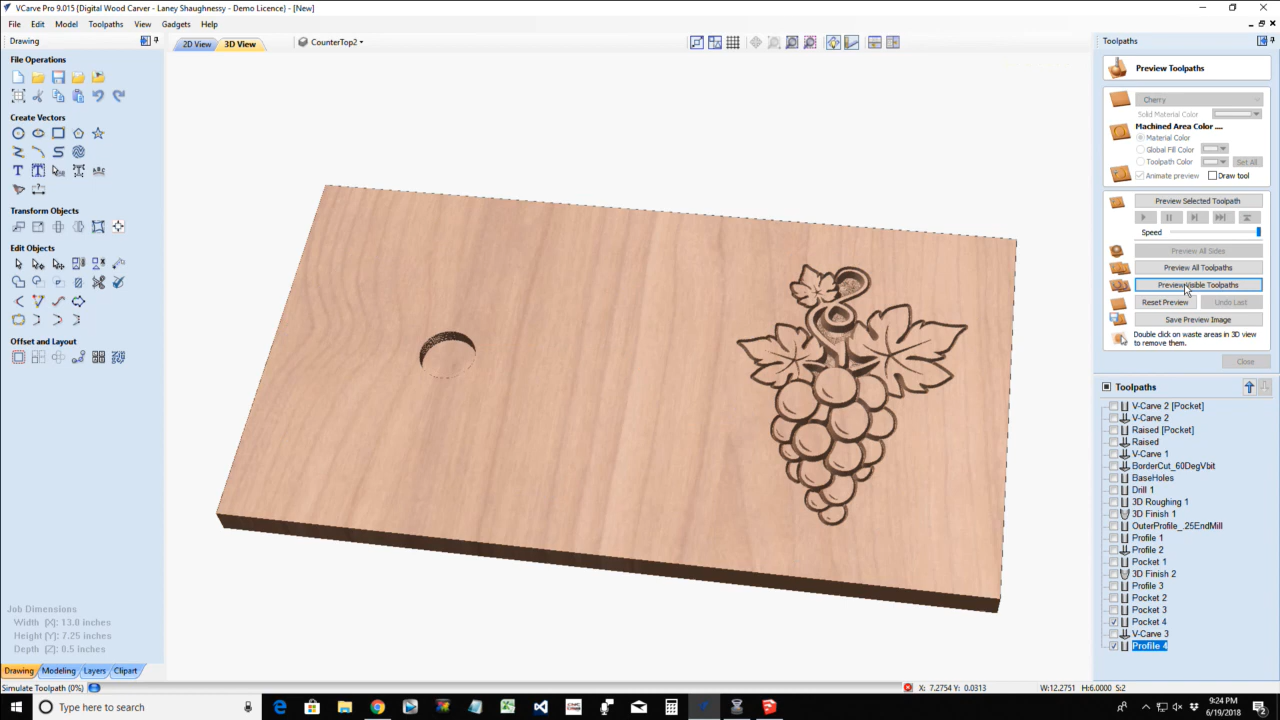 VCarve Pro 9.015 {Digital Wood Carver - Laney Shaughnessy - Demo Licence} - [New]
File Edit Model Toolpaths View Gadgets Help
Drawing
2D View 3D View CounterTop2
File Operations
Create Vectors
Transform Objects
Edit Objects
Offset and Layout
Job Dimensions
Width (X): 13.0 inches
Height (Y): 7.25 inches
Depth (Z): 0.5 inches
Drawing Modeling Layers Clipart
Toolpaths
Preview Toolpaths
Cherry
Solid Material Color
Machined Area Color ....
Material Color
Global Fill Color
Toolpath Color Set All
Animate preview Draw tool
Preview Selected Toolpath
Speed
Preview All Sides
Preview All Toolpaths
Preview Visible Toolpaths
Reset Preview Undo Last
Save Preview Image
Double click on waste areas in 3D view
to remove them.
Close
Toolpaths
V-Carve 2 [Pocket]
V-Carve 2
Raised [Pocket]
Raised
V-Carve 1
BorderCut_60DegVbit
BaseHoles
Drill 1
3D Roughing 1
3D Finish 1
OuterProfile_.25EndMill
Profile 1
Profile 2
Pocket 1
3D Finish 2
Profile 3
Pocket 2
Pocket 3
Pocket 4
V-Carve 3
Profile 4
Simulate Toolpath (0%) X: 7.2754 Y: 0.0313 W:12.2751 H:6.0000 S:2
Type here to search
9:24 PM
6/19/2018